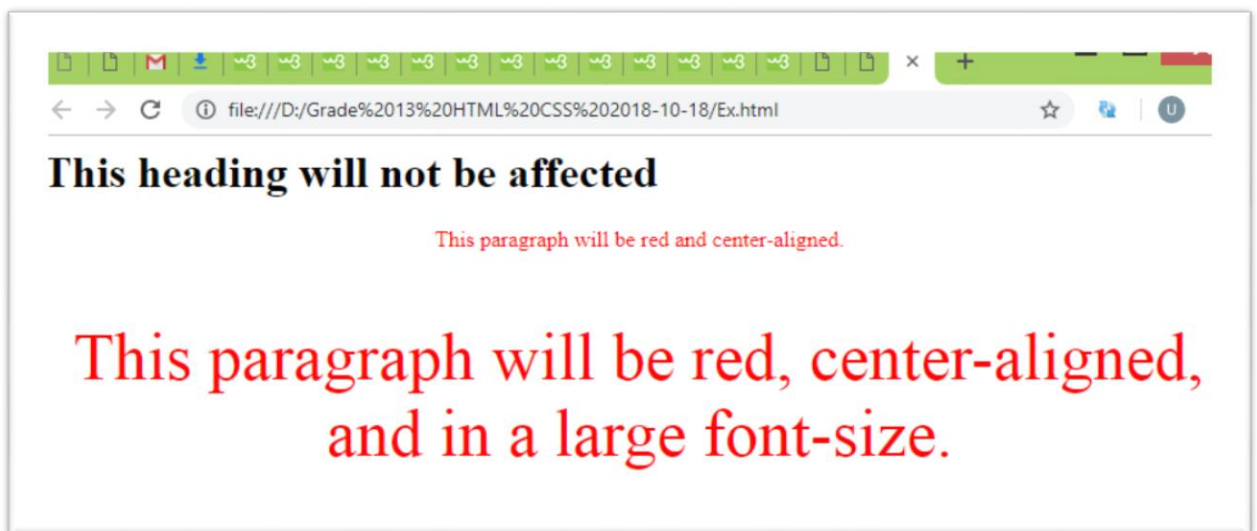 file:///D:/Grade%2013%20HTML%20CSS%202018-10-18/Ex.html
U
This heading will not be affected
This paragraph will be red and center-aligned.
This paragraph will be red, center-aligned,
and in a large font-size.